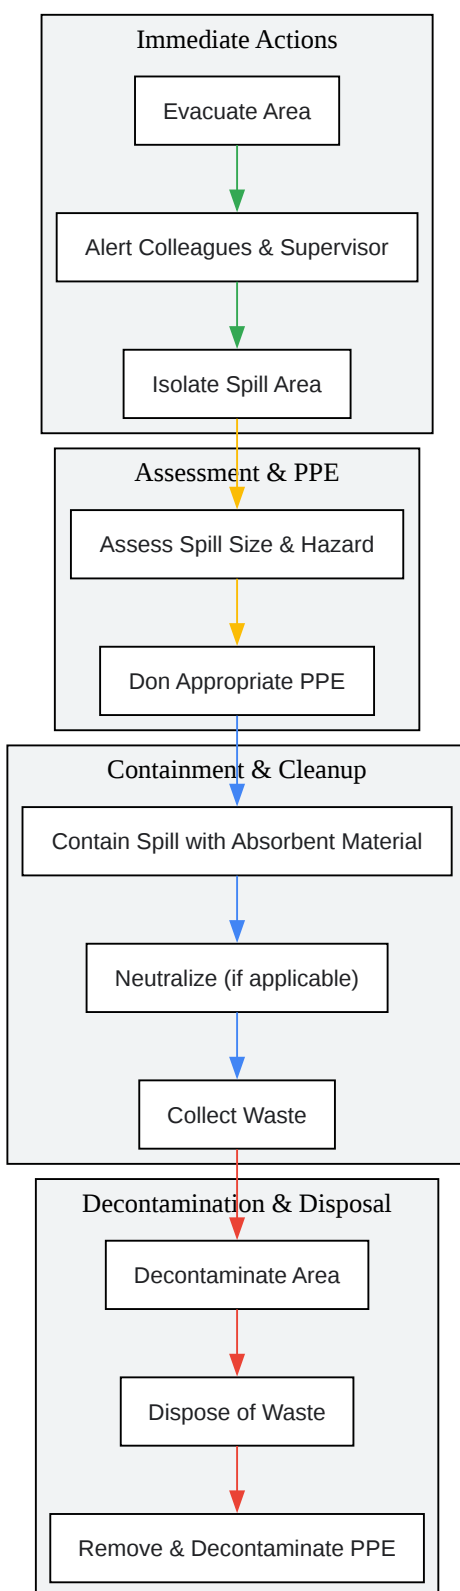 Immediate Actions
Evacuate Area
Alert Colleagues & Supervisor
Isolate Spill Area
Assessment & PPE
Assess Spill Size & Hazard
Don Appropriate PPE
Containment & Cleanup
Contain Spill with Absorbent Material
Neutralize (if applicable)
Collect Waste
Decontamination & Disposal
Decontaminate Area
Dispose of Waste
Remove & Decontaminate PPE